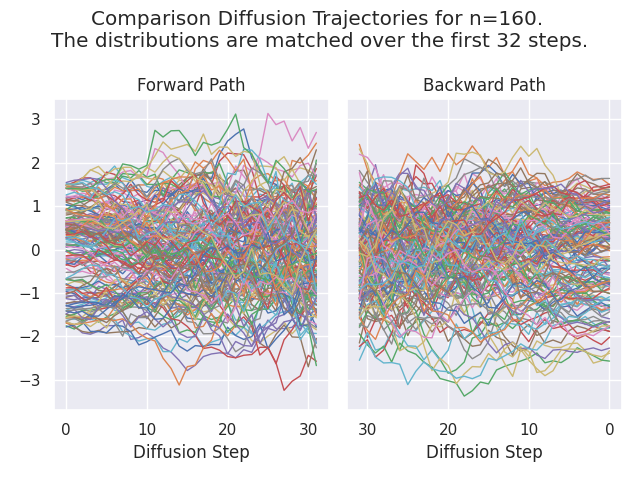 Comparison Diffusion Trajectories for n=160.
The distributions are matched over the first 32 steps.
Forward Path
Backward Path
3
2
1
0
−1
−2
−3
0 10 20 30
30 20 10 0
Diffusion Step
Diffusion Step